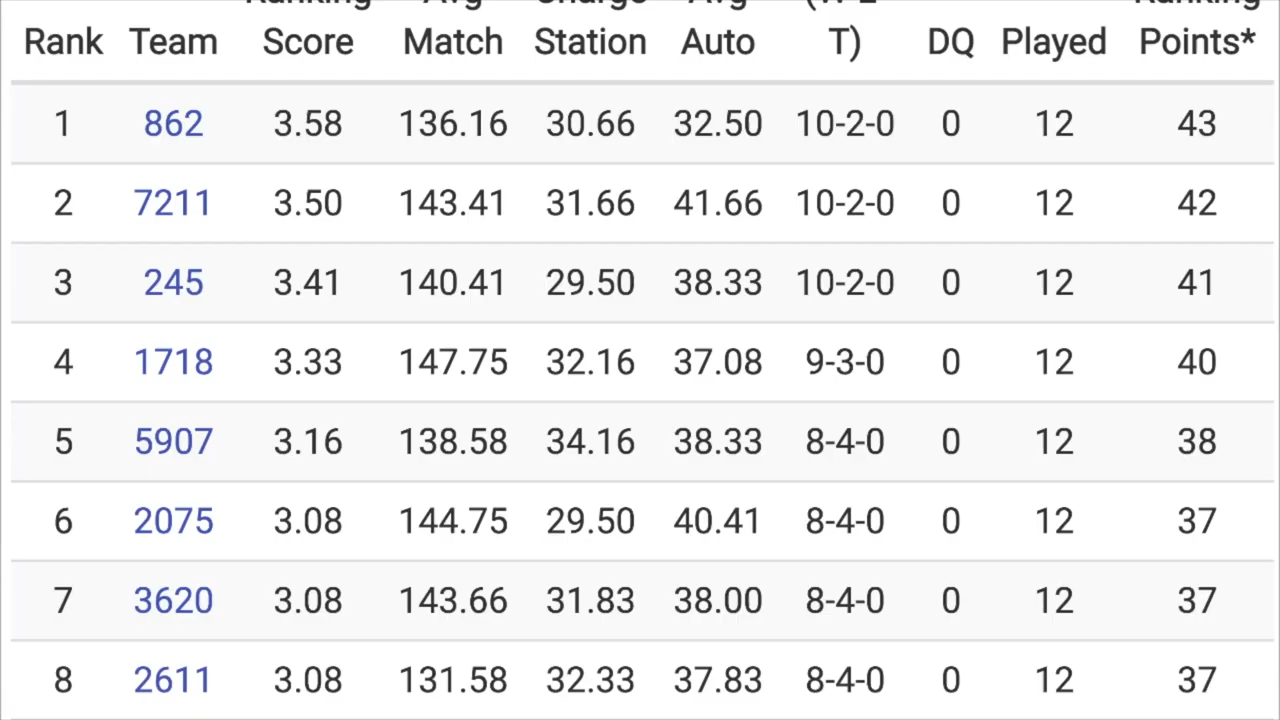 Rank Team Score Match Station Auto T) DQ Played Points*
1 862 3.58 136.16 30.66 32.50 10-2-0 0 12 43
2 7211 3.50 143.41 31.66 41.66 10-2-0 0 12 42
3 245 3.41 140.41 29.50 38.33 10-2-0 0 12 41
4 1718 3.33 147.75 32.16 37.08 9-3-0 0 12 40
5 5907 3.16 138.58 34.16 38.33 8-4-0 0 12 38
6 2075 3.08 144.75 29.50 40.41 8-4-0 0 12 37
7 3620 3.08 143.66 31.83 38.00 8-4-0 0 12 37
8 2611 3.08 131.58 32.33 37.83 8-4-0 0 12 37